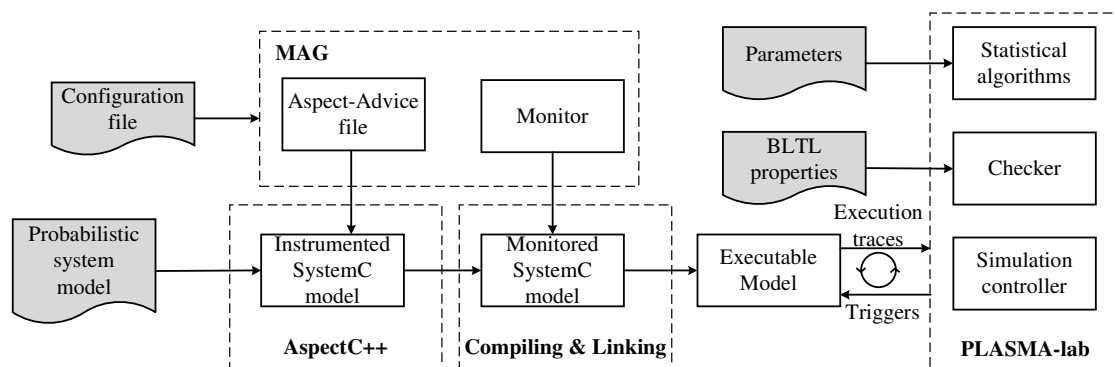 MAG
Configuration
file
Aspect-Advice
file
Monitor
Parameters
Statistical
algorithms
BLTL
properties
Checker
Probabilistic
system
model
Instrumented
SystemC
model
Monitored
SystemC
model
Executable
Model
Execution
traces
Triggers
Simulation
controller
AspectC++
Compiling & Linking
PLASMA-lab